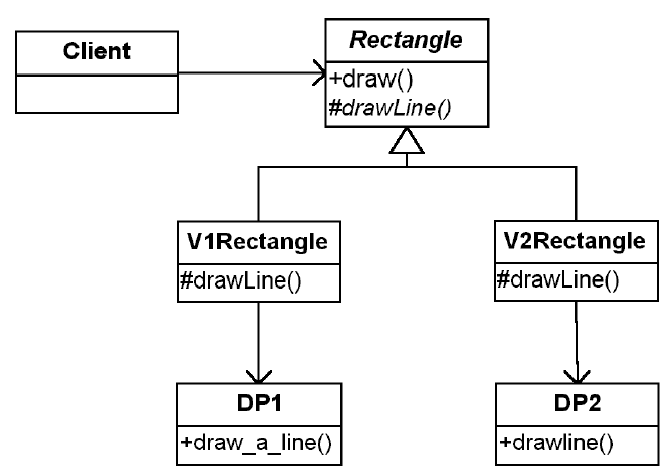 Client
Rectangle
+draw()
#drawLine()
V1Rectangle
#drawLine()
V2Rectangle
#drawLine()
DP1
+draw_a_line()
DP2
+drawline()